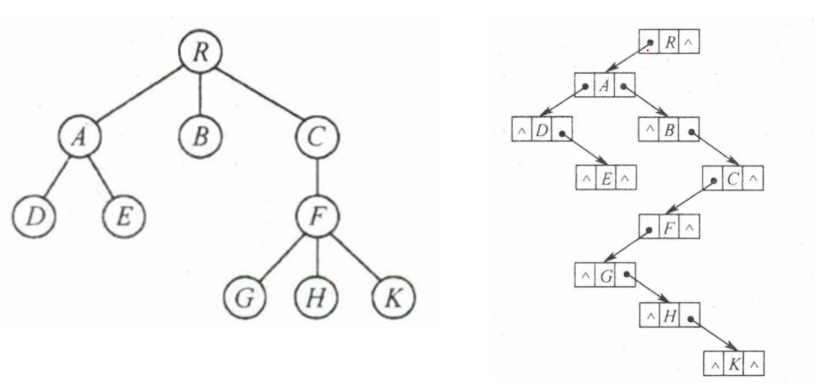 R
A B C
D E
F
G H K
R ^
A
^ D
^ B
^ E ^
C ^
F ^
^ G
^ H
^ K ^